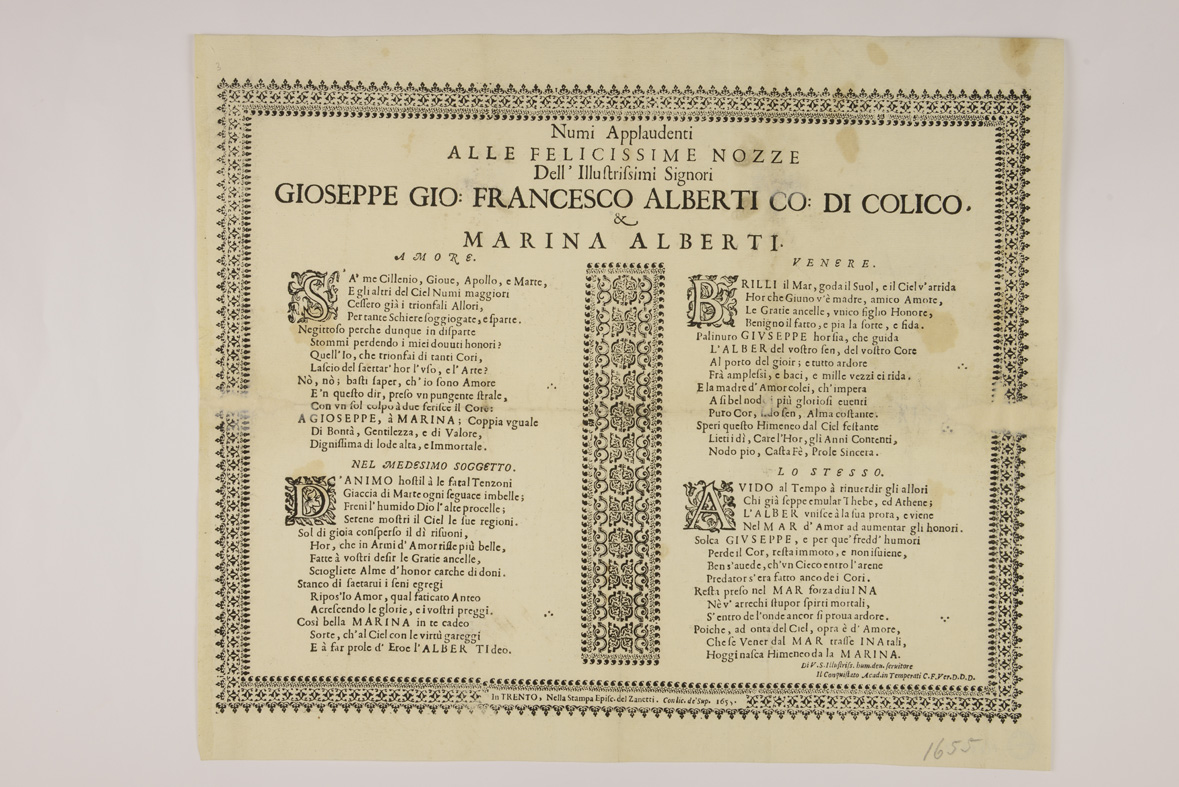 Numi Applaudenti
ALLE FELICISSIME NOZZE
Dell' Illuſtriſsimi Signori
GIOSEPPE GIO: FRANCESCO ALBERTI CO: DI COLICO.
&
MARINA ALBERTI.
AMORE.
SA' me Cillenio, Gioue, Apollo, e Marte,
E gli altri del Ciel Numi maggiori
Ceſſero già i trionfali Allori,
Per tante Schiere ſoggiogate, e ſparte.
Negittoſo perche dunque in diſparte
Stommi perdendo i miei douuti honori?
Quell'Io, che trionfai di tanti Cori,
Laſcio del ſaettar' hor l'vſo, e l'Arte?
Nò, nò; baſti ſaper, ch'io ſono Amore
E'n queſto dir, preſo vn pungente ſtrale,
Con vn ſol colpo à due feriſce il Core:
A GIOSEPPE, à MARINA; Coppia vguale
Di Bontà, Gentilezza, e di Valore,
Digniſſima di lode alta, e Immortale.
NEL MEDESIMO SOGGETTO.
D'ANIMO hoſtil à le fatal Tenzoni
Giaccia di Marte ogni ſeguace imbelle;
Freni l'humido Dio l'alte procelle;
Serene moſtri il Ciel le ſue regioni.
Sol di gioia conſperſo il dì riſuoni,
Hor, che in Armi d'Amor riſſe più belle,
Fatte à voſtri deſir le Gratie ancelle,
Sciogliete Alme d'honor carche di doni.
Stanco di ſaetarui i ſeni egregi
Ripos'lo Amor, qual faticato Anteo
Acreſcendo le glorie, e i voſtri preggi.
Così bella MARINA in te cadeo
Sorte, ch'al Ciel con le virtù gareggi
E à far prole d'Eroe l'ALBERTI deo.
VENERE.
BRILLI il Mar, goda il Suol, e il Ciel v'arrida
Hor che Giuno v'è madre, amico Amore,
Le Gratie ancelle, vnico figlio Honore,
Benigno il fatto, e pia la ſorte, e fida.
Palinuro GIVSEPPE hor ſia, che guida
L'ALBER del voſtro ſen, del voſtro Core
Al porto del gioir; e tutto ardore
Frà ampleſſi, e baci, e mille vezzi ei rida.
E la madre d'Amor colei, ch'impera
A ſi bel nodo i più glorioſi euenti
Puro Cor, ſen, Alma coſtante.
Speri queſto Himeneo dal Ciel feſtante
Lieti i dì, Care l'Hor, gli Anni Contenti,
Nodo pio, Caſta Fè, Prole Sincera.
LO STESSO.
AVIDO al Tempo à rinuerdir gli allori
Chi già ſeppe emular Thebe, ed Athene;
L'ALBER vniſce à la ſua prora, e viene
Nel MAR d'Amor ad aumentar gli honori.
Solca GIVSEPPE, e per que' fredd' humori
Perde il Cor, reſta immoto, e non iſuiene,
Ben s'auede, ch'vn Cieco entro l'arene
Predator s'era fatto anco de i Cori.
Reſta preſo nel MAR forza diuINA
Nè v'arrechi ſtupor ſpirti mortali,
S'entro de l'onde ancor ſi proua ardore.
Poiche, ad onta del Ciel, opra è d'Amore,
Che ſe Vener dal MAR traſſe INAtali,
Hoggi naſca Himeneo da la MARINA.
Di V.S. Illuſtriſs. hum. deu. ſeruitore
Il Conquiſtato Acad. in Temperati C.F. Ver. D.D.D.
In TRENTO, Nella Stampa Epiſc. del Zanetti. Con lic. de' Sup.
1655